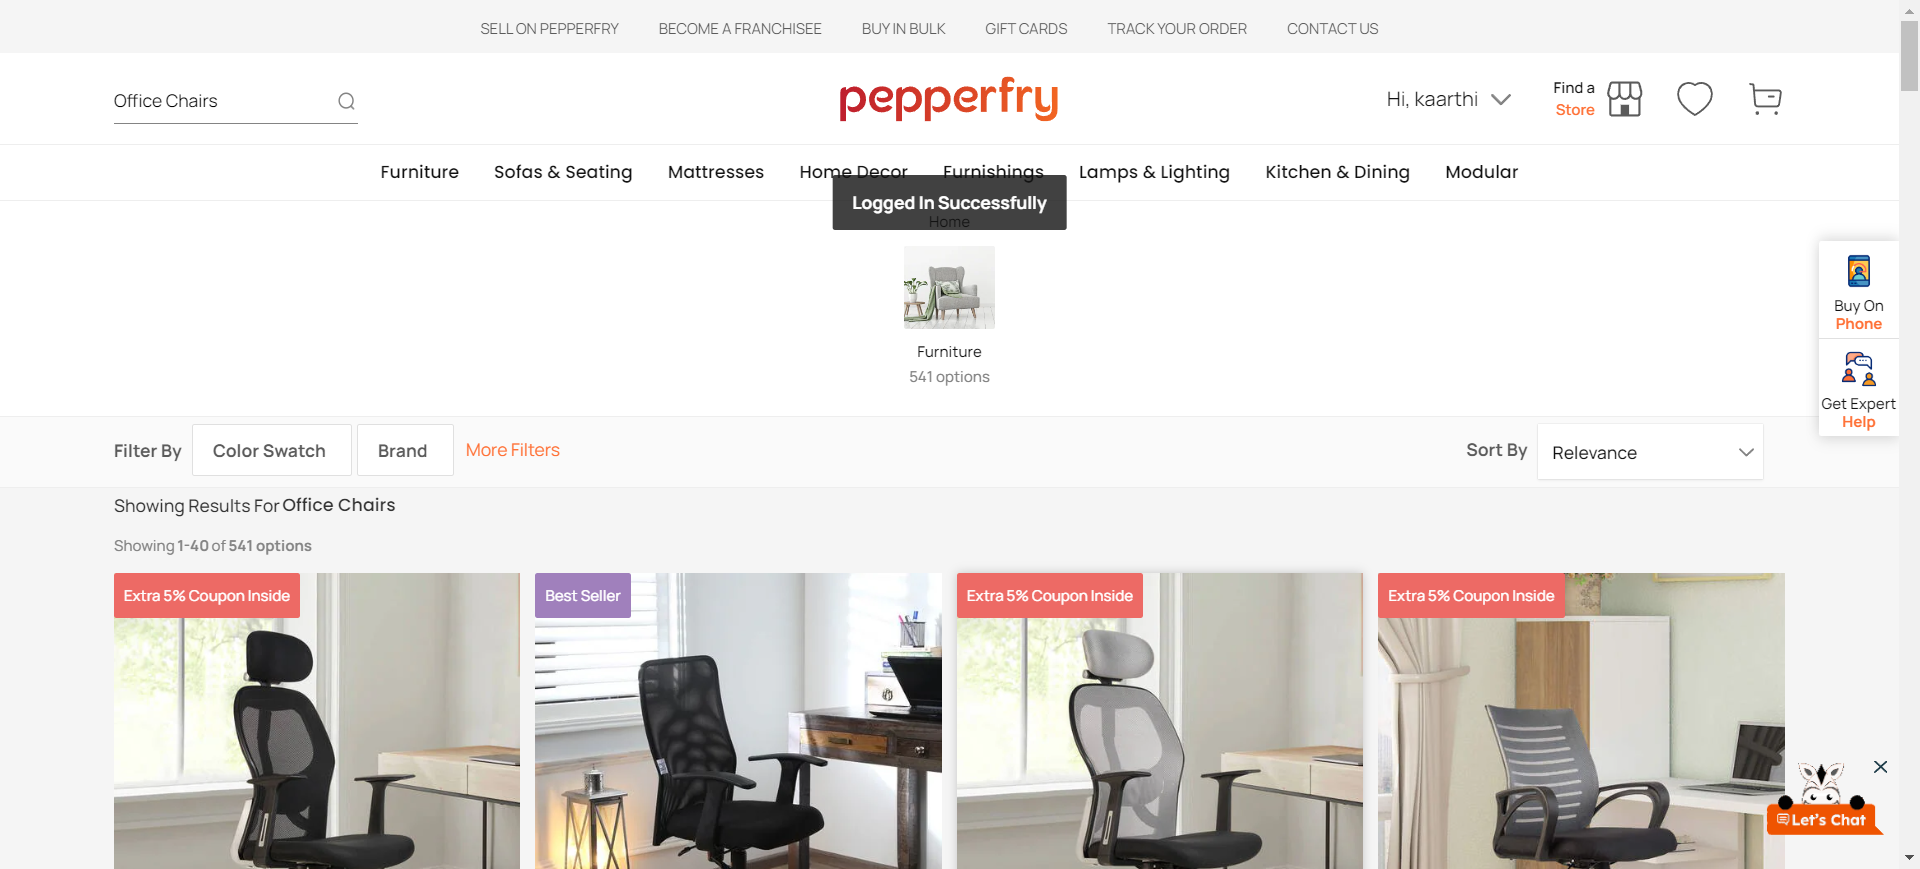 SELL ON PEPPERFRY BECOME A FRANCHISEE BUY IN BULK GIFT CARDS TRACK YOUR ORDER CONTACT US
Office Chairs
pepperfry
Hi, kaarthi
Find a
Store
Furniture Sofas & Seating Mattresses Home Decor Furnishings Lamps & Lighting Kitchen & Dining Modular
Logged In Successfully
Home
Furniture
541 options
Buy On
Phone
Get Expert
Help
Filter By Color Swatch Brand More Filters
Sort By Relevance
Showing Results For Office Chairs
Showing 1-40 of 541 options
Extra 5% Coupon Inside
Best Seller
Extra 5% Coupon Inside
Extra 5% Coupon Inside
Let's Chat